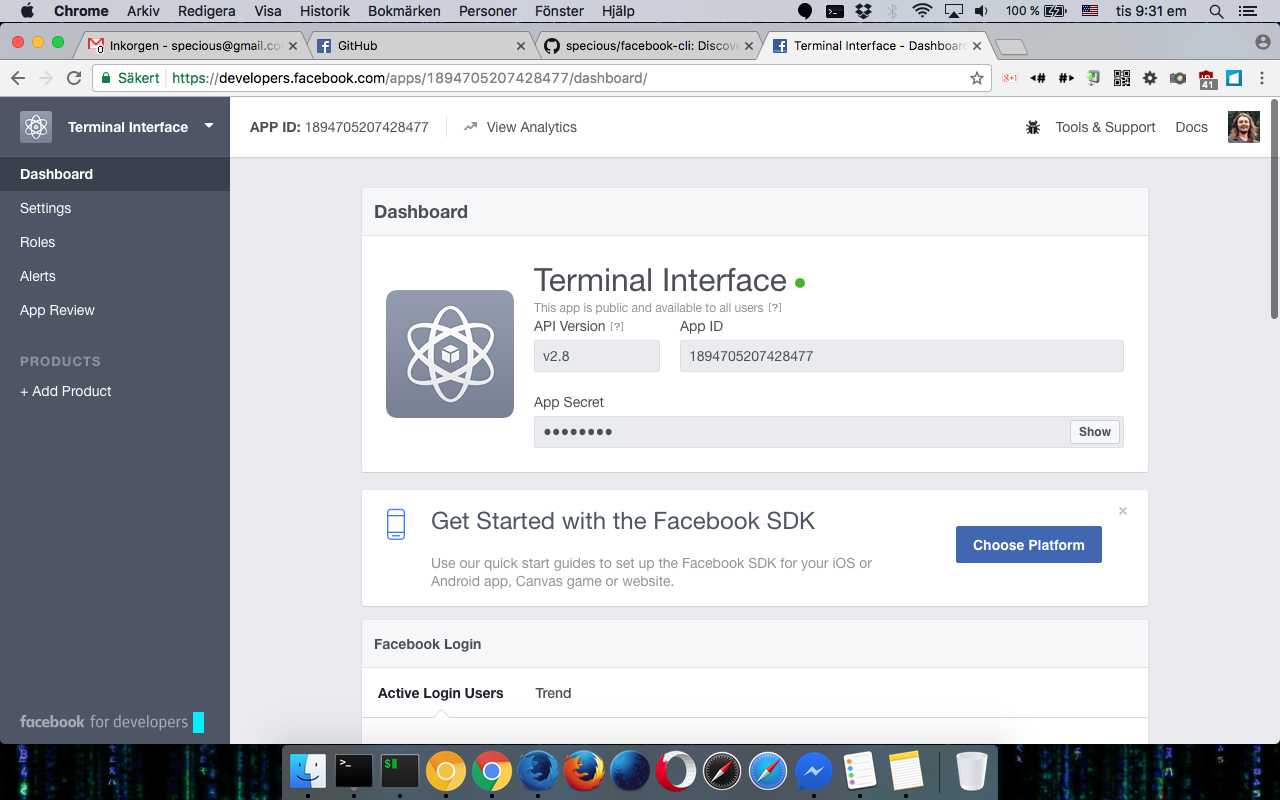 Chrome Arkiv Redigera Visa Historik Bokmärken Personer Fönster Hjälp 100 % tis 9:31 em
Inkorgen - specious@gmail.co
GitHub
specious/facebook-cli: Discove
Terminal Interface - Dashboard
Säkert https://developers.facebook.com/apps/1894705207428477/dashboard/
g+1
41
Terminal Interface
APP ID: 1894705207428477 View Analytics Tools & Support Docs
Dashboard
Settings
Roles
Alerts
App Review
PRODUCTS
+ Add Product
facebook for developers
Dashboard
Terminal Interface
This app is public and available to all users [?]
API Version [?] App ID
v2.8 1894705207428477
App Secret
●●●●●●●● Show
Get Started with the Facebook SDK
Use our quick start guides to set up the Facebook SDK for your iOS or
Android app, Canvas game or website.
Choose Platform
Facebook Login
Active Login Users Trend
>_
$